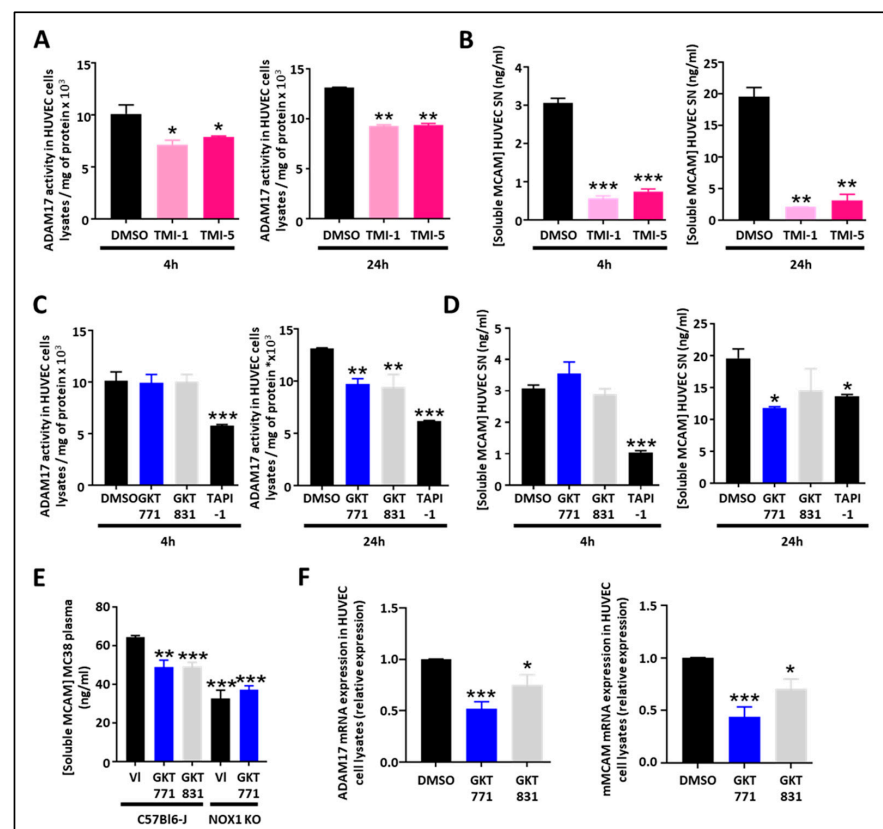 A
ADAM17 activity in HUVEC cells
lysates / mg of protein x 10³
15
10
5
0
*
*
DMSO TMI-1 TMI-5
4h
ADAM17 activity in HUVEC cells
lysates / mg of protein x 10³
15
10
5
0
**
**
DMSO TMI-1 TMI-5
24h
B
[Soluble MCAM] HUVEC SN (ng/ml)
4
3
2
1
0
***
***
DMSO TMI-1 TMI-5
4h
[Soluble MCAM] HUVEC SN (ng/ml)
25
20
15
10
5
0
**
**
DMSO TMI-1 TMI-5
24h
C
ADAM17 activity in HUVEC cells
lysates / mg of protein x 10³
15
10
5
0
***
DMSO GKT GKT TAPI
771 831 -1
4h
ADAM17 activity in HUVEC cells
lysates / mg of protein *x10³
15
10
5
0
**
**
***
DMSO GKT GKT TAPI
771 831 -1
24h
D
[Soluble MCAM] HUVEC SN (ng/ml)
5
4
3
2
1
0
***
DMSO GKT GKT TAPI
771 831 -1
4h
[Soluble MCAM] HUVEC SN (ng/ml)
25
20
15
10
5
0
*
*
DMSO GKT GKT TAPI
771 831 -1
24h
E
[Soluble MCAM] MC38 plasma
(ng/ml)
80
60
40
20
0
**
***
***
***
Vl GKT GKT Vl GKT
771 831 771
C57Bl6-J NOX1 KO
F
ADAM17 mRNA expression in HUVEC
cell lysates (relative expression)
1.5
1.0
0.5
0.0
***
*
DMSO GKT GKT
771 831
mMCAM mRNA expression in HUVEC
cell lysates (relative expression)
1.5
1.0
0.5
0.0
***
*
DMSO GKT GKT
771 831